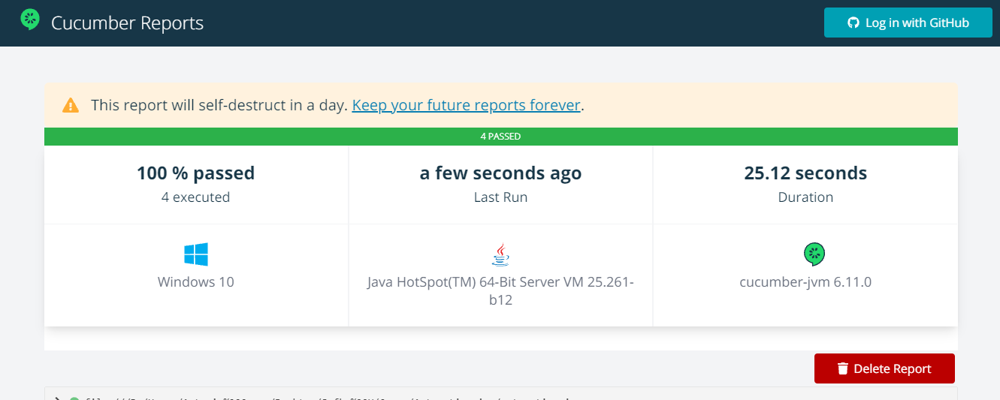 Cucumber Reports
Log in with GitHub
This report will self-destruct in a day. Keep your future reports forever.
4 PASSED
100 % passed
4 executed
a few seconds ago
Last Run
25.12 seconds
Duration
Windows 10
Java HotSpot(TM) 64-Bit Server VM 25.261-
b12
cucumber-jvm 6.11.0
Delete Report